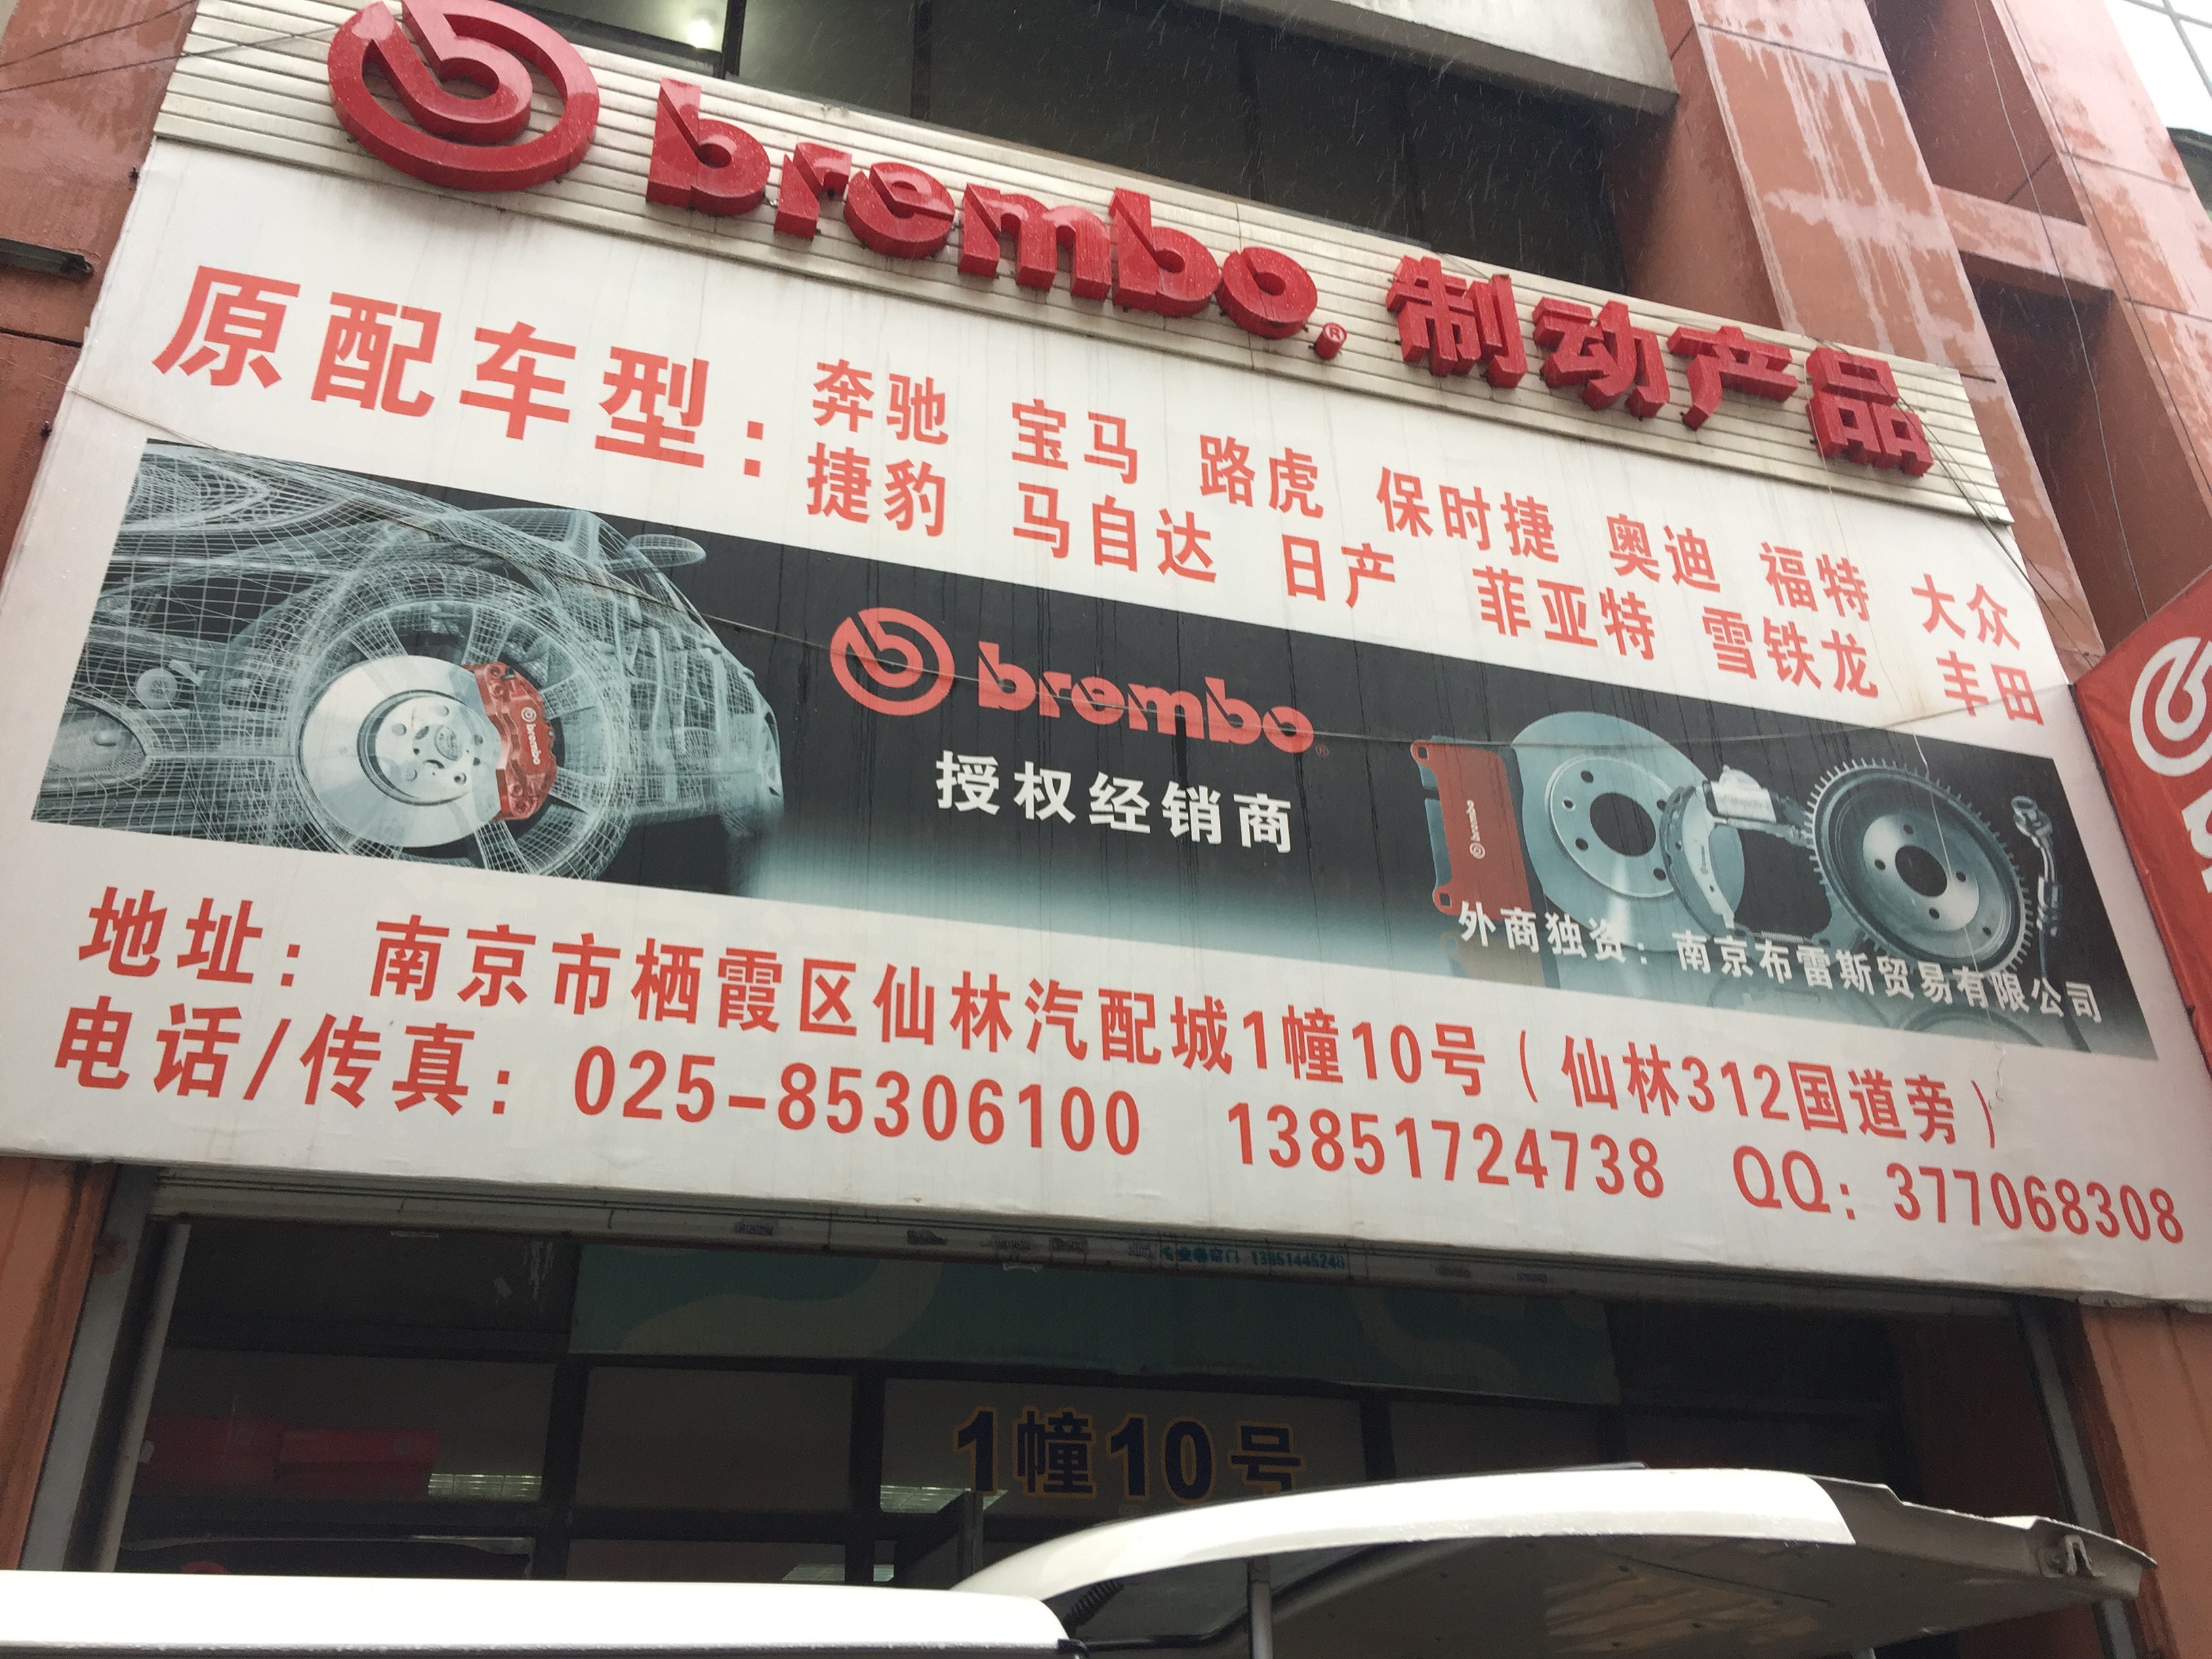 brembo® 制动产品
原配车型：
奔驰 宝马 路虎 保时捷 奥迪 福特 大众
捷豹 马自达 日产 菲亚特 雪铁龙 丰田
brembo
brembo®
授权经销商
brembo
外商独资：南京布雷斯贸易有限公司
地址：南京市栖霞区仙林汽配城1幢10号（仙林312国道旁）
电话/传真：025-85306100 13851724738 QQ：377068308
1幢10号